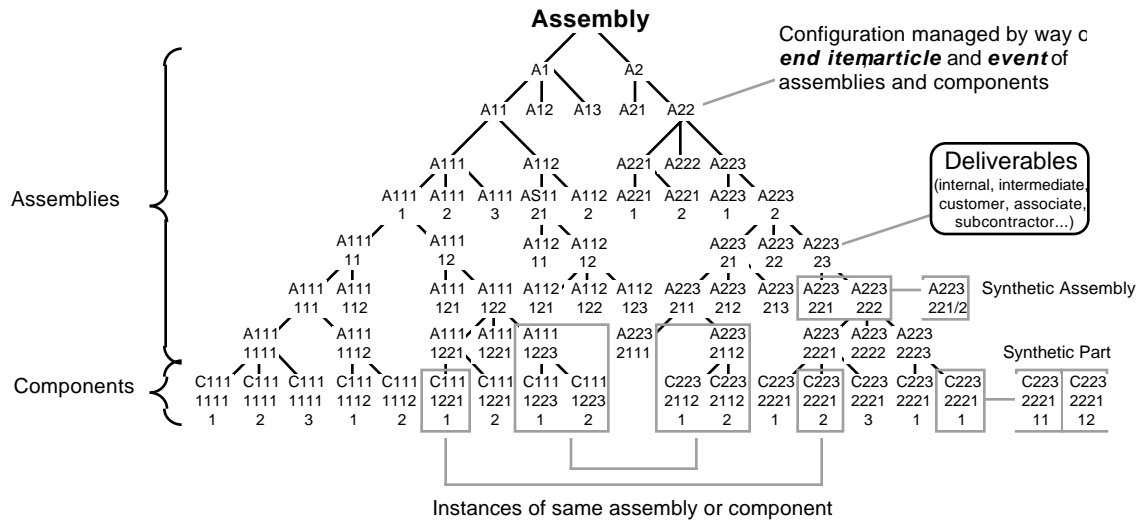 Assembly
Configuration managed by way o
end item, article and event of
assemblies and components
A1 A2
A11 A12 A13 A21 A22
Deliverables
(internal, intermediate,
customer, associate,
subcontractor...)
A111 A112 A221 A222 A223
Assemblies
A111 A111 A111 AS11 A112 A221 A221 A223 A223
1 2 3 21 2 1 2 1 2
A111 A111 A112 A112 A223 A223 A223
11 12 11 12 21 22 23
A111 A111 A111 A111 A112 A112 A112 A223 A223 A223 A223 A223 A223
111 112 121 122 121 122 123 211 212 213 221 222 221/2
Synthetic Assembly
A111 A111 A111 A111 A111 A223 A223 A223 A223 A223
1111 1112 1221 1221 1223 2111 2112 2221 2222 2223
Synthetic Part
Components
C111 C111 C111 C111 C111 C111 C111 C111 C111 C223 C223 C223 C223 C223 C223 C223 C223 C223
1111 1111 1111 1112 1112 1221 1221 1223 1223 2112 2112 2221 2221 2221 2221 2221 2221 2221
1 2 3 1 2 1 2 1 2 1 2 1 2 3 1 1 11 12
Instances of same assembly or component